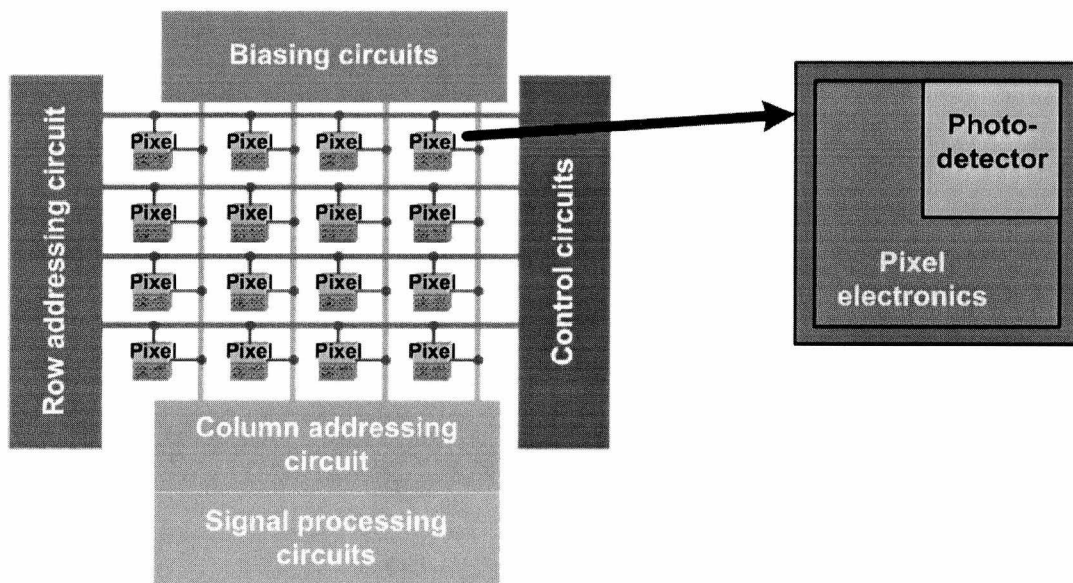 Biasing circuits
Row addressing circuit
Pixel Pixel Pixel Pixel
Pixel Pixel Pixel Pixel
Pixel Pixel Pixel Pixel
Pixel Pixel Pixel Pixel
Control circuits
Column addressing
circuit
Signal processing
circuits
Photo-
detector
Pixel
electronics